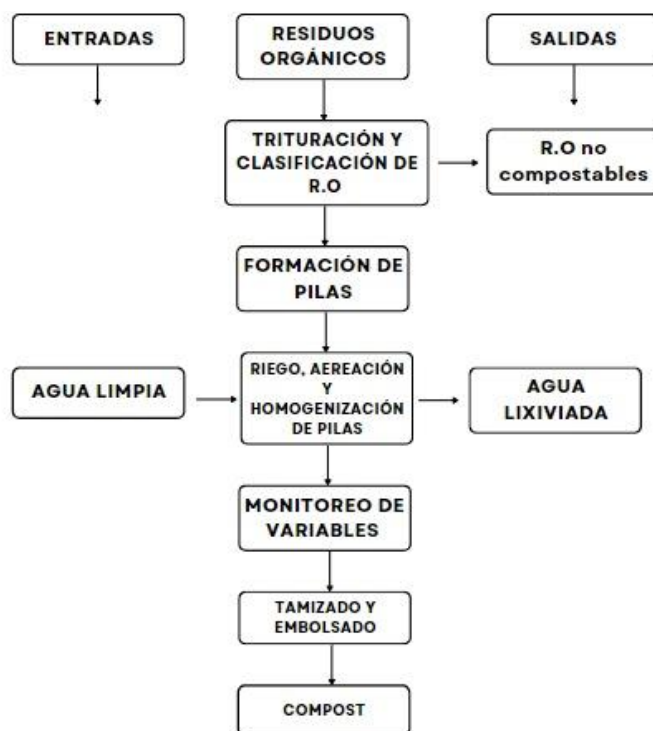 ENTRADAS
RESIDUOS
ORGÁNICOS
SALIDAS
TRITURACIÓN Y
CLASIFICACIÓN DE
R.O
R.O no
compostables
FORMACIÓN DE
PILAS
AGUA LIMPIA
RIEGO, AEREACIÓN
Y
HOMOGENIZACIÓN
DE PILAS
AGUA
LIXIVIADA
MONITOREO DE
VARIABLES
TAMIZADO Y
EMBOLSADO
COMPOST